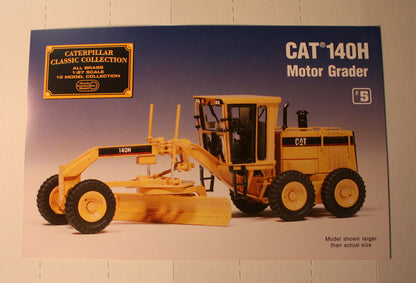 CATERPILLAR
CLASSIC COLLECTION
ALL BRASS
1:87 SCALE
12 MODEL COLLECTION
CAT® 140H
Motor Grader
#5
140H
CAT
Model shown larger
than actual size